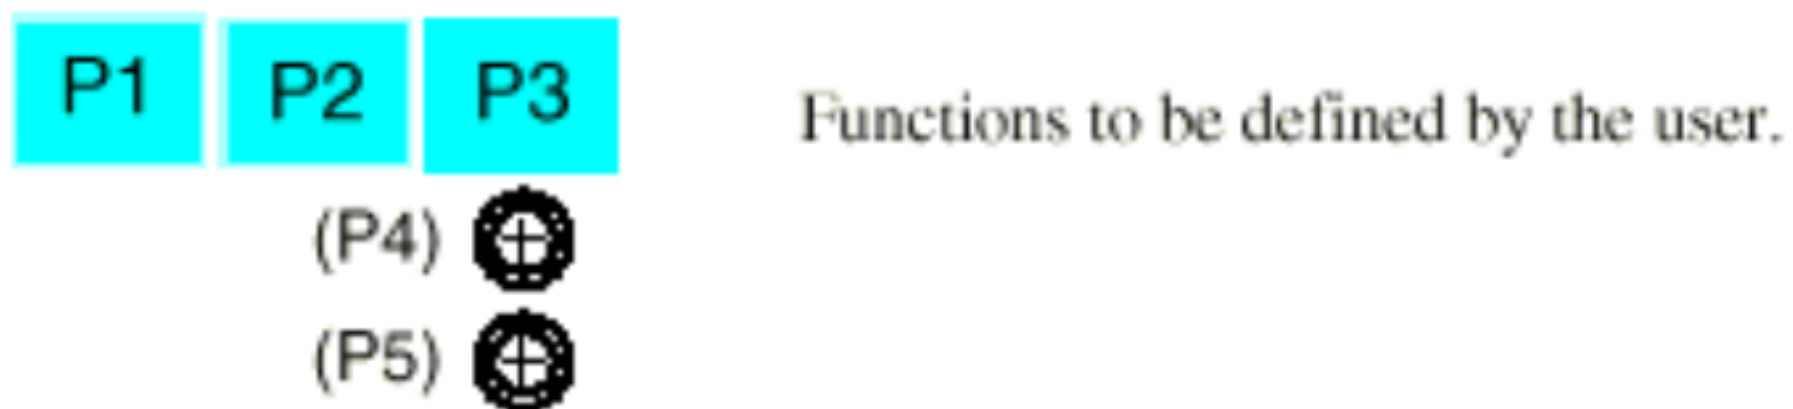 P1 P2 P3 Functions to be defined by the user.
(P4)
(P5)